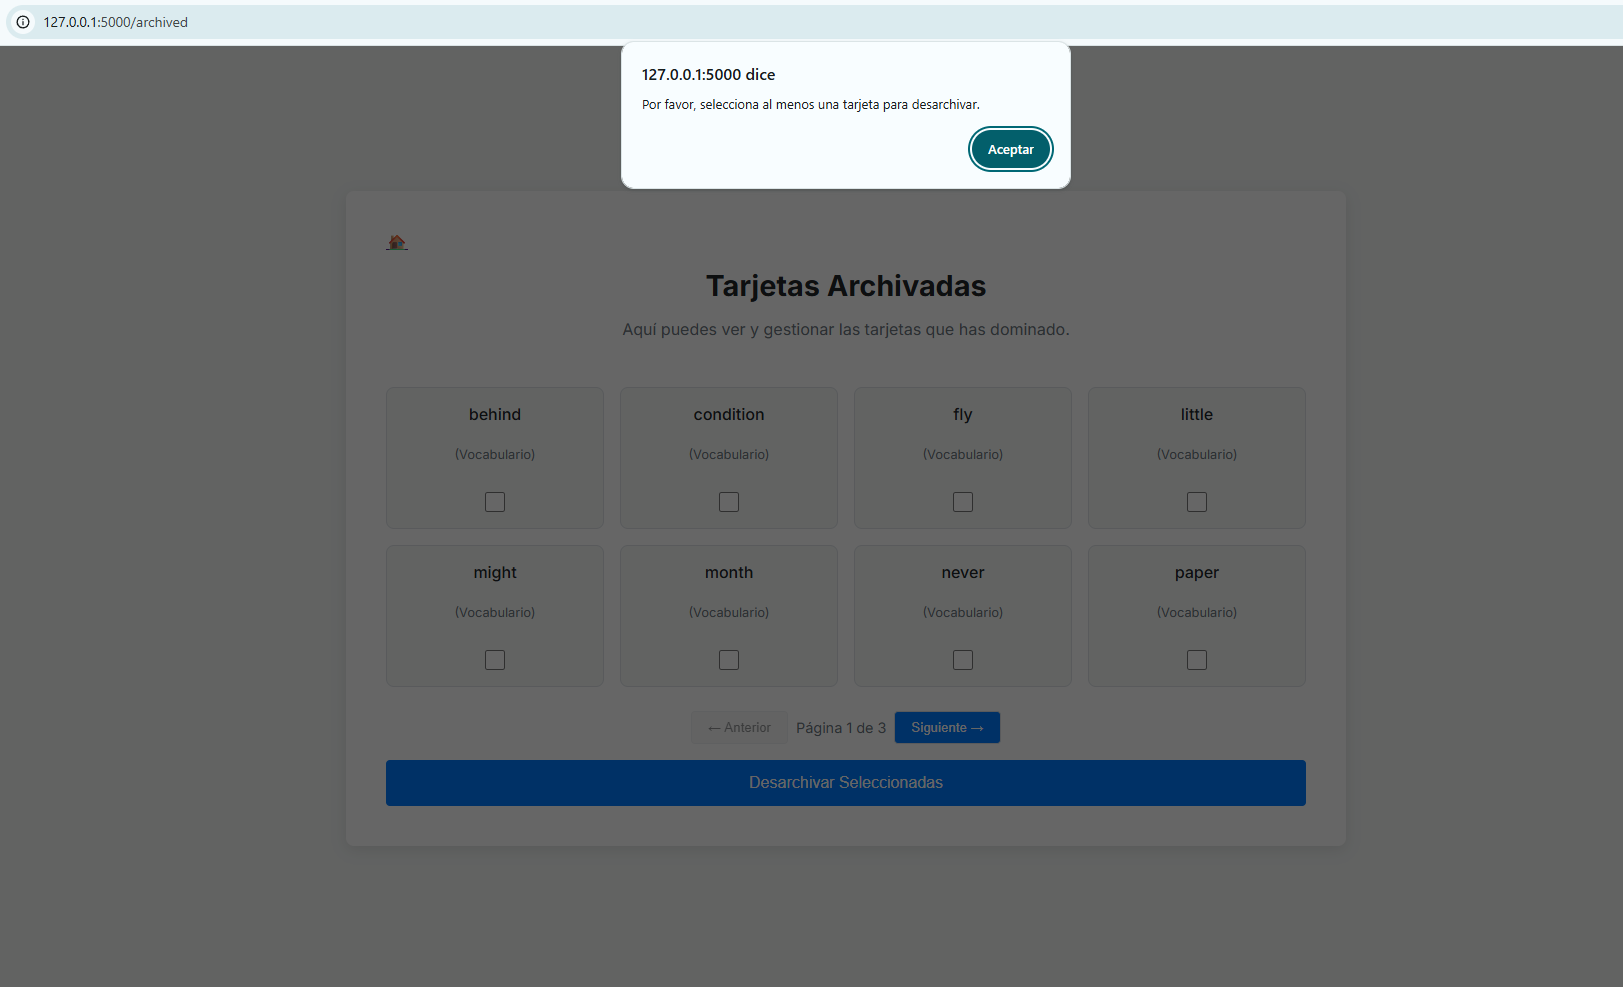 127.0.0.1:5000/archived
127.0.0.1:5000 dice
Por favor, selecciona al menos una tarjeta para desarchivar.
Aceptar
Tarjetas Archivadas
Aquí puedes ver y gestionar las tarjetas que has dominado.
behind
(Vocabulario)
condition
(Vocabulario)
fly
(Vocabulario)
little
(Vocabulario)
might
(Vocabulario)
month
(Vocabulario)
never
(Vocabulario)
paper
(Vocabulario)
← Anterior
Página 1 de 3
Siguiente →
Desarchivar Seleccionadas